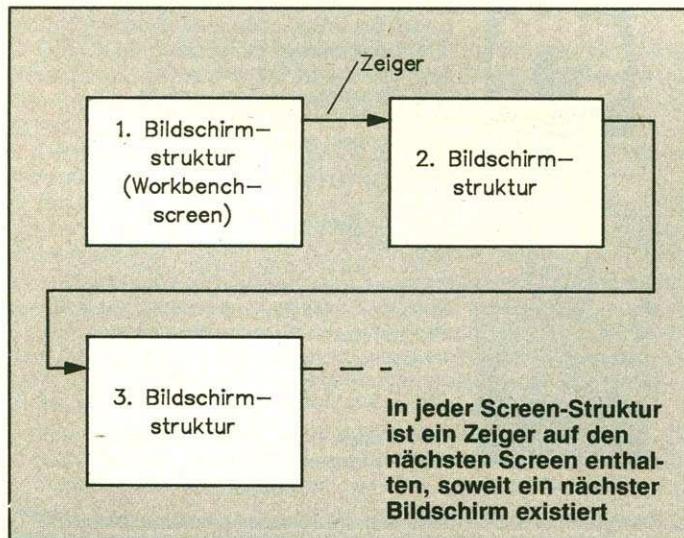 Zeiger
1. Bildschirm–
struktur
(Workbench–
screen)
2. Bildschirm–
struktur
3. Bildschirm–
struktur
In jeder Screen-Struktur
ist ein Zeiger auf den
nächsten Screen enthal-
ten, soweit ein nächster
Bildschirm existiert